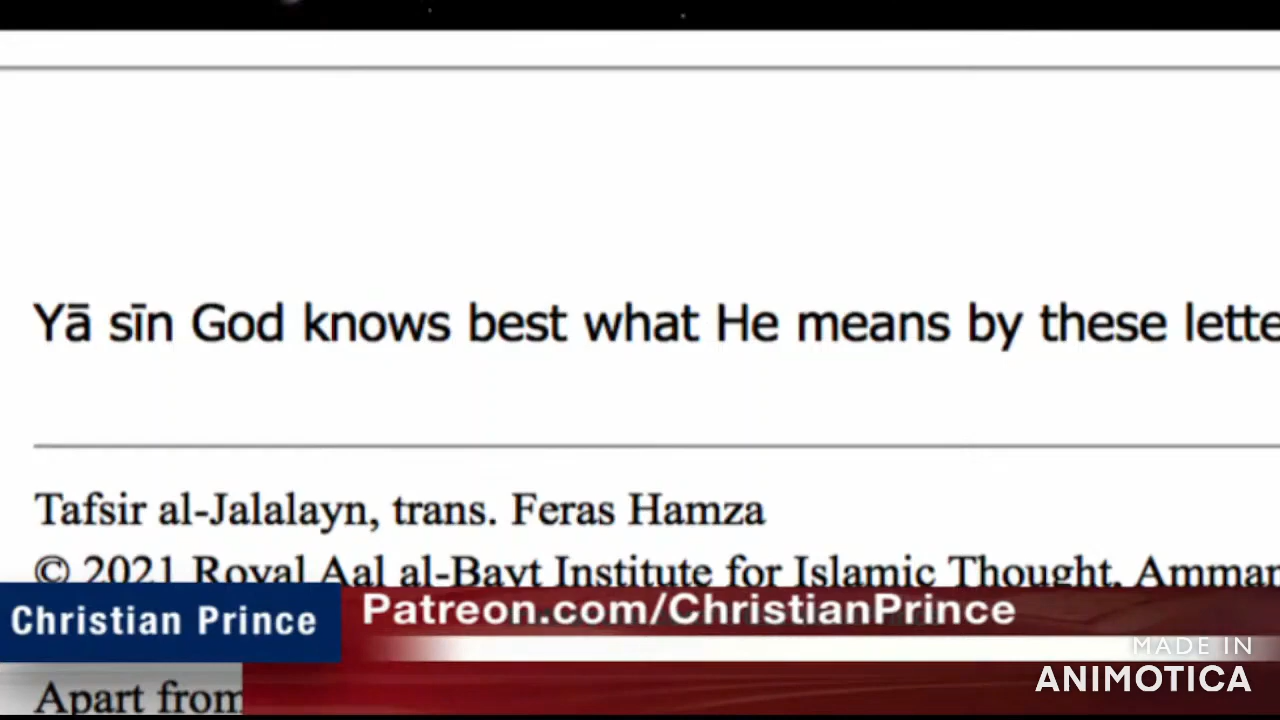 Yā sīn God knows best what He means by these
Tafsir al-Jalalayn, trans. Feras Hamza
© 2021 Royal Aal al-Bayt Institute for Islamic Thought, Amman
Christian Prince
Patreon.com/ChristianPrince
MADE IN
ANIMOTICA
Apart from